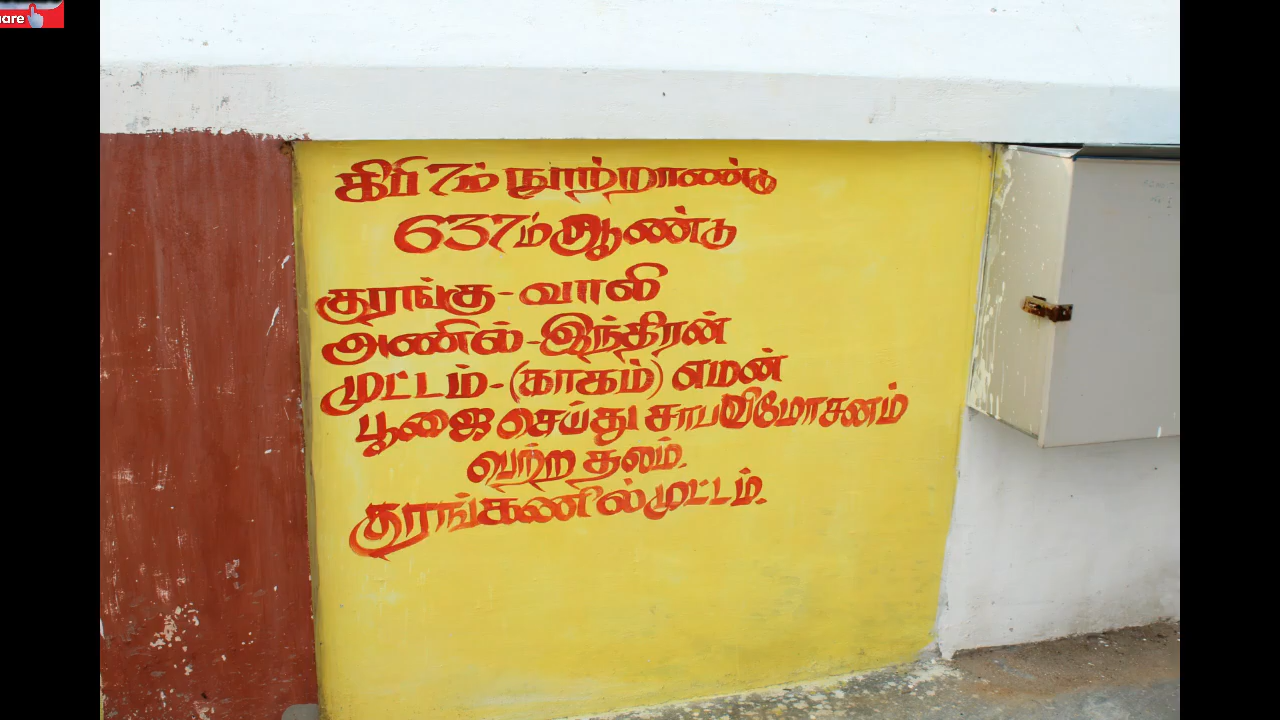 கிபி 7ம் நூற்றாண்டு
637ம் ஆண்டு
குரங்கு - வாலி
அணில் - இந்திரன்
முட்டம் - (காகம்) எமன்
பூஜை செய்து சாபவிமோசனம்
பெற்ற தலம்.
குரங்கணில் முட்டம்.